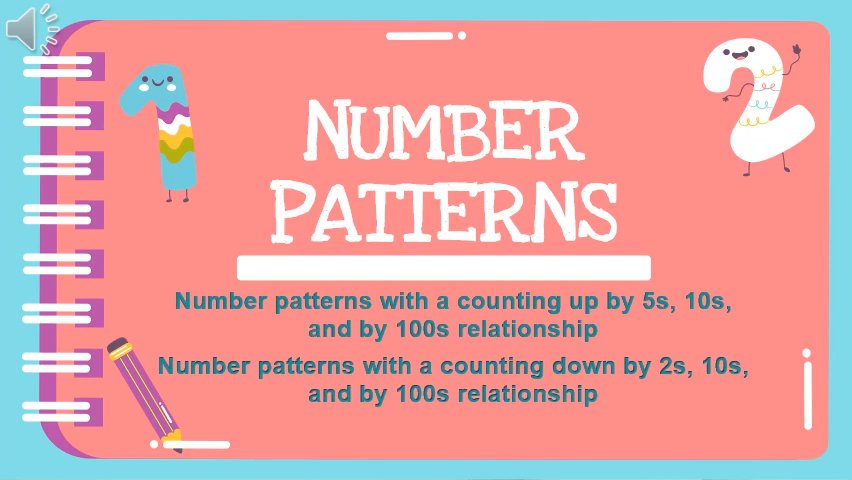 NUMBER
PATTERNS
Number patterns with a counting up by 5s, 10s,
and by 100s relationship
Number patterns with a counting down by 2s, 10s,
and by 100s relationship